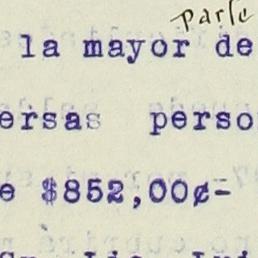 parte
la mayor de
ersas perso
e $852,00¢-